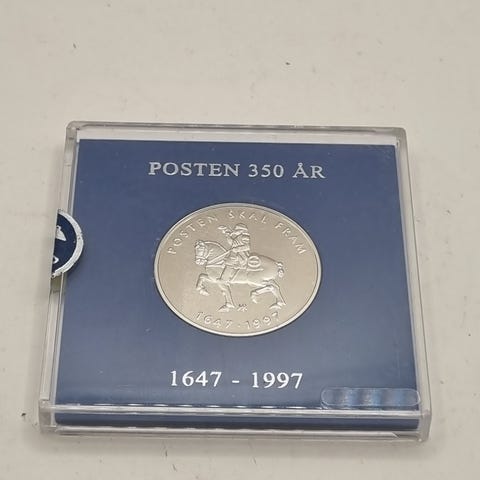 POSTEN 350 ÅR
POSTEN SKAL FRAM
1647 · 1997
1647 - 1997